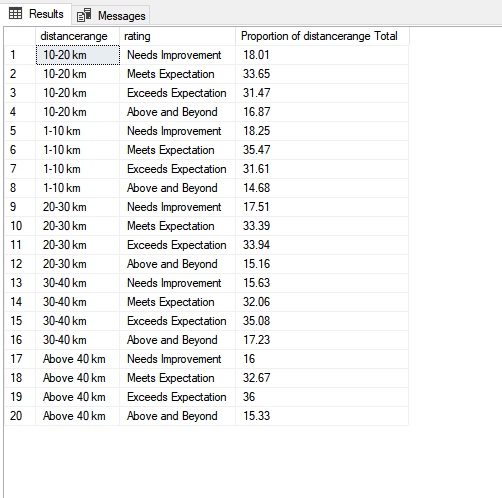 Results Messages
distancerange rating Proportion of distancerange Total
1 10-20 km Needs Improvement 18.01
2 10-20 km Meets Expectation 33.65
3 10-20 km Exceeds Expectation 31.47
4 10-20 km Above and Beyond 16.87
5 1-10 km Needs Improvement 18.25
6 1-10 km Meets Expectation 35.47
7 1-10 km Exceeds Expectation 31.61
8 1-10 km Above and Beyond 14.68
9 20-30 km Needs Improvement 17.51
10 20-30 km Meets Expectation 33.39
11 20-30 km Exceeds Expectation 33.94
12 20-30 km Above and Beyond 15.16
13 30-40 km Needs Improvement 15.63
14 30-40 km Meets Expectation 32.06
15 30-40 km Exceeds Expectation 35.08
16 30-40 km Above and Beyond 17.23
17 Above 40 km Needs Improvement 16
18 Above 40 km Meets Expectation 32.67
19 Above 40 km Exceeds Expectation 36
20 Above 40 km Above and Beyond 15.33